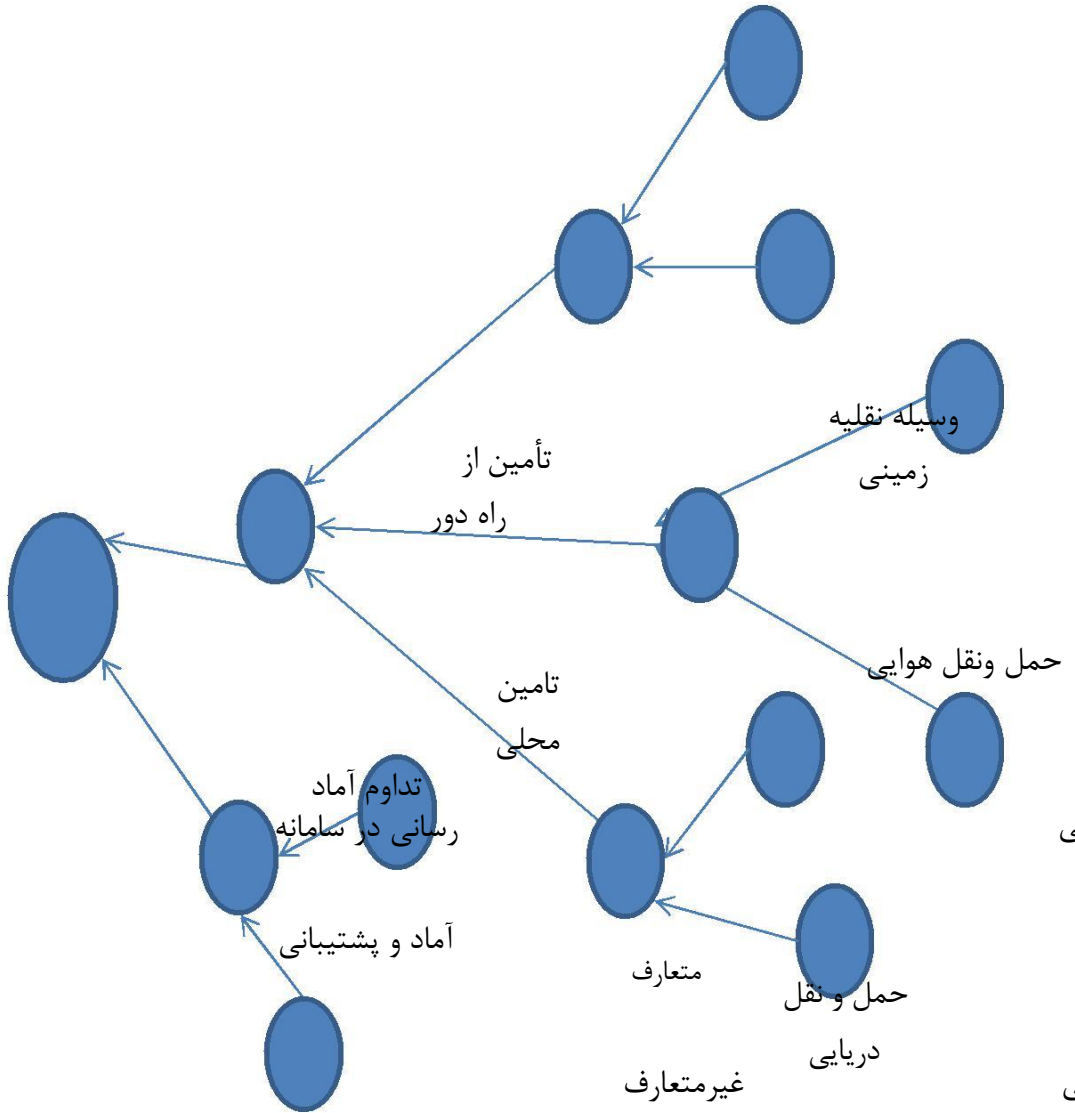 وسیله نقلیه
زمینی
تأمین از
راه دور
حمل ونقل هوایی
تامین
محلی
تداوم آماد
رسانی در سامانه
آماد و پشتیبانی
متعارف
حمل و نقل
دریایی
غیرمتعارف